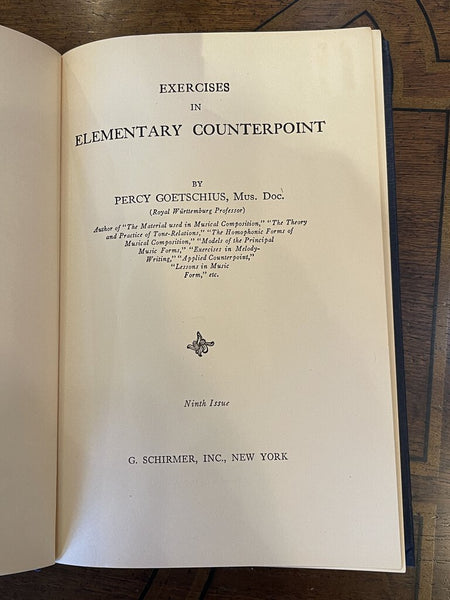 EXERCISES
IN
ELEMENTARY COUNTERPOINT
BY
PERCY GOETSCHIUS, Mus. Doc.
(Royal Württemburg Professor)
Author of "The Material used in Musical Composition," "The Theory
and Practice of Tone-Relations," "The Homophonic Forms of
Musical Composition," "Models of the Principal
Music Forms," "Exercises in Melody-
Writing," "Applied Counterpoint,"
"Lessons in Music
Form," etc.
Ninth Issue
G. SCHIRMER, INC., NEW YORK